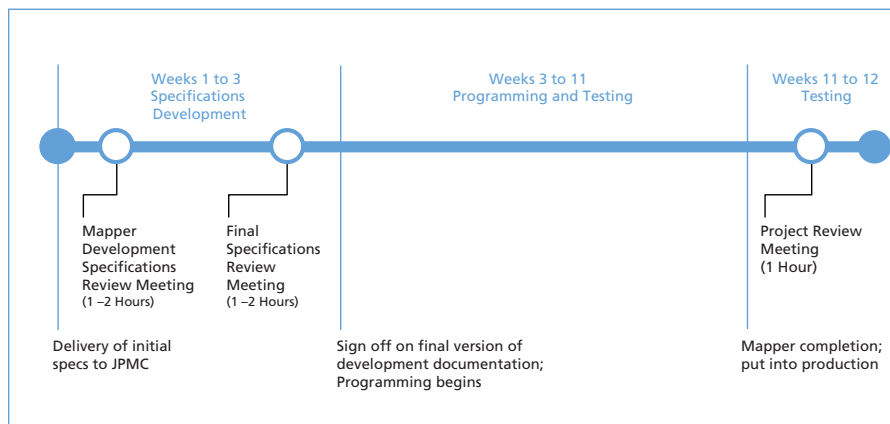 Weeks 1 to 3
Specifications
Development
Weeks 3 to 11
Programming and Testing
Weeks 11 to 12
Testing
Mapper
Development
Specifications
Review Meeting
(1 –2 Hours)
Final
Specifications
Review
Meeting
(1 –2 Hours)
Project Review
Meeting
(1 Hour)
Delivery of initial
specs to JPMC
Sign off on final version of
development documentation;
Programming begins
Mapper completion;
put into production